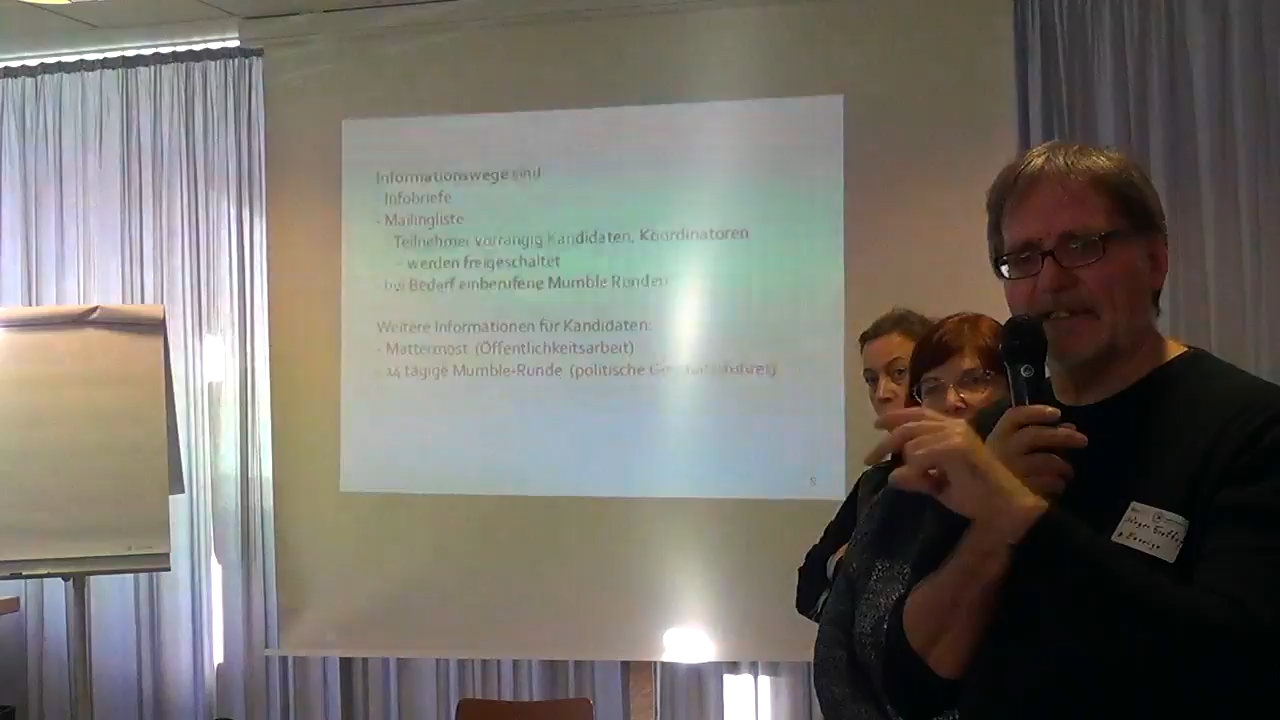 Informationswege sind
Infobriefe
- Mailingliste
Teilnehmer vorrangig Kandidaten, Koordinatoren
- werden freigeschaltet
bei Bedarf einberufene Mumble Runden
Weitere Informationen für Kandidaten:
- Mattermost (Öffentlichkeitsarbeit)
- 14 tägige Mumble-Runde (politische